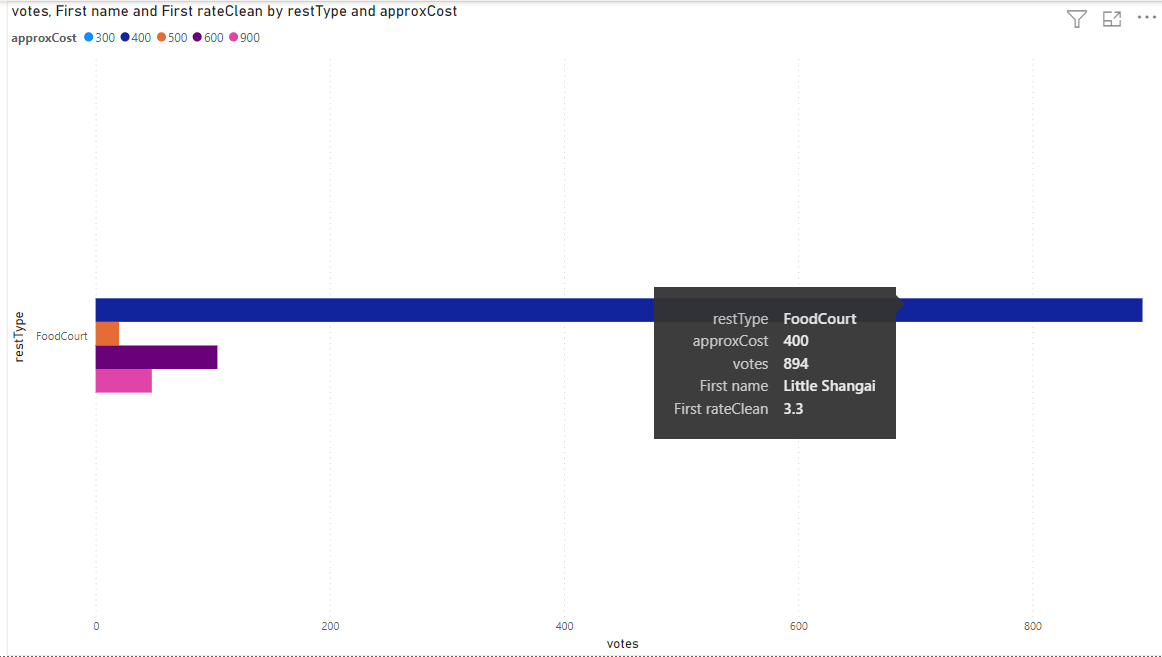 votes, First name and First rateClean by restType and approxCost
approxCost 300 400 500 600 900
restType
FoodCourt
restType FoodCourt
approxCost 400
votes 894
First name Little Shangai
First rateClean 3.3
0 200 400 600 800
votes